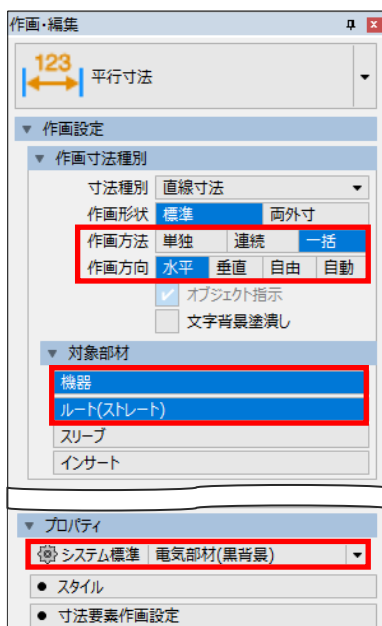 作画・編集
123
平行寸法
作画設定
作画寸法種別
寸法種別 直線寸法
作画形状 標準 両外寸
作画方法 単独 連続 一括
作画方向 水平 垂直 自由 自動
オブジェクト指示
文字背景塗潰し
対象部材
機器
ルート(ストレート)
スリーブ
インサート
プロパティ
システム標準 電気部材(黒背景)
スタイル
寸法要素作画設定